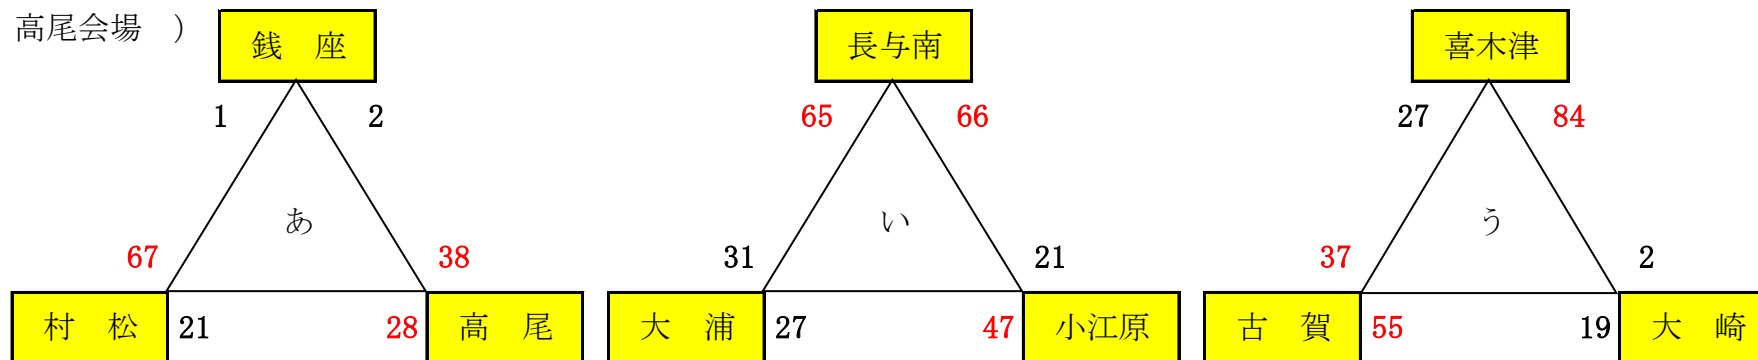 高尾会場 ）
銭 座 長与南 喜木津
1 2 65 66 27 84
あ い う
67 38 31 21 37 2
村 松 21 28 高 尾 大 浦 27 47 小江原 古 賀 55 19 大 崎